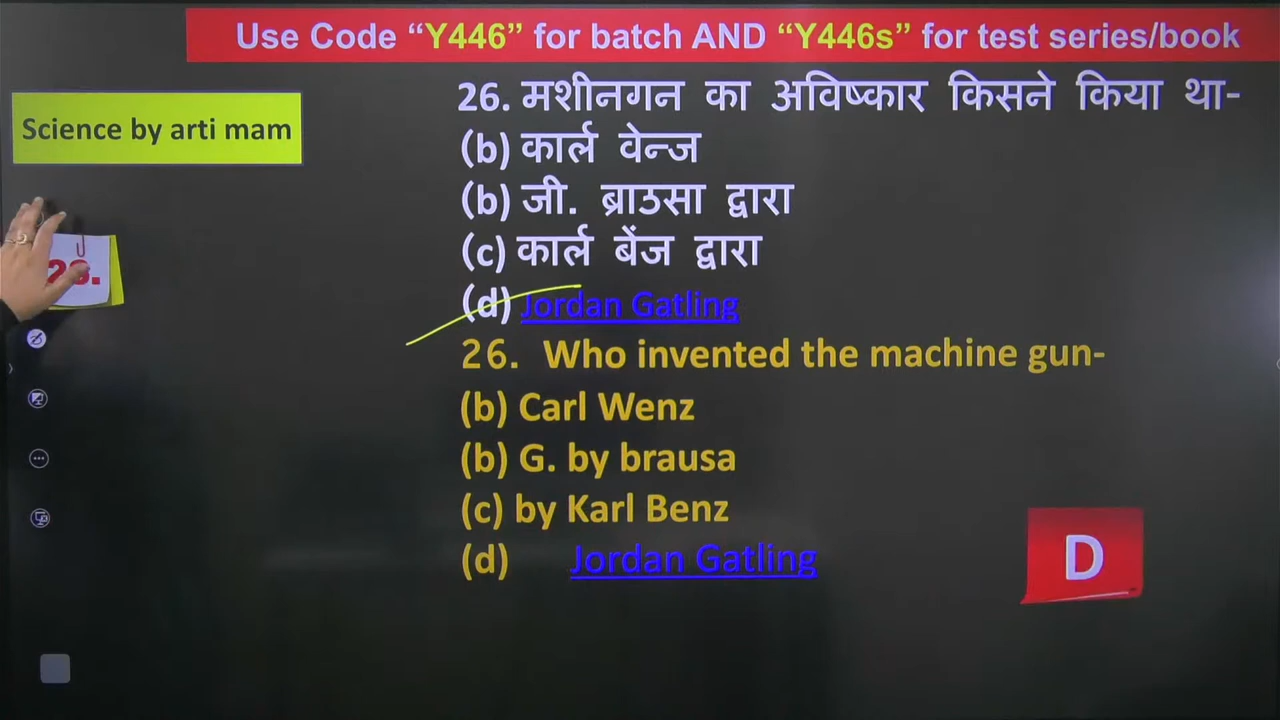 Use Code “Y446” for batch AND “Y446s” for test series/book
Science by arti mam
26. मशीनगन का अविष्कार किसने किया था-
(b) कार्ल वेन्ज
(b) जी. ब्राउसा द्वारा
(c) कार्ल बेंज द्वारा
(d) Jordan Gatling
26. Who invented the machine gun-
(b) Carl Wenz
(b) G. by brausa
(c) by Karl Benz
(d) Jordan Gatling
D